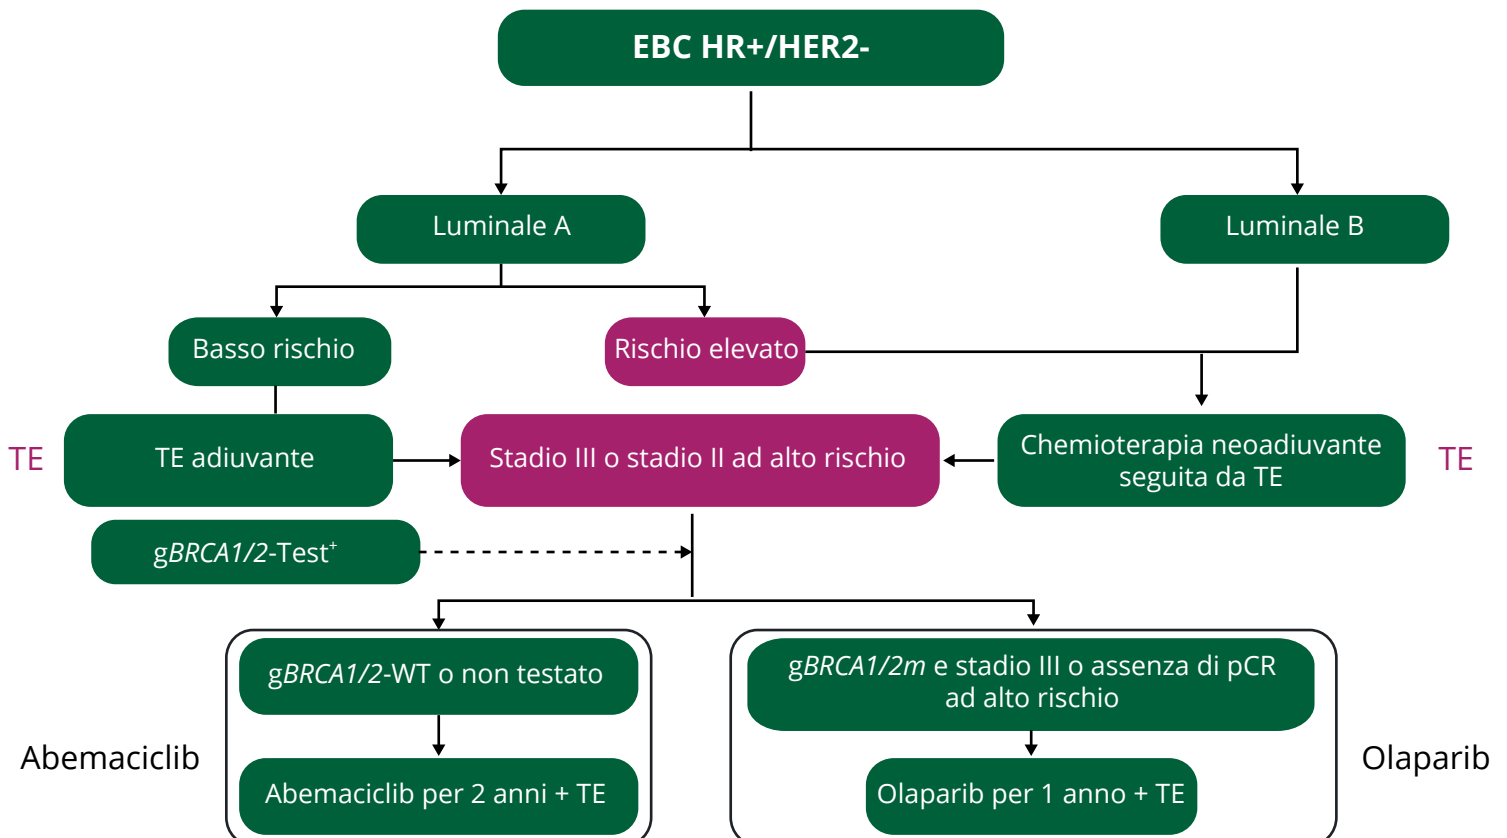 EBC HR+/HER2-
Luminale A
Luminale B
Basso rischio
Rischio elevato
TE
TE adiuvante
Stadio III o stadio II ad alto rischio
Chemioterapia neoadiuvante
seguita da TE
TE
gBRCA1/2-Test⁺
gBRCA1/2-WT o non testato
gBRCA1/2m e stadio III o assenza di pCR
ad alto rischio
Abemaciclib
Olaparib
Abemaciclib per 2 anni + TE
Olaparib per 1 anno + TE